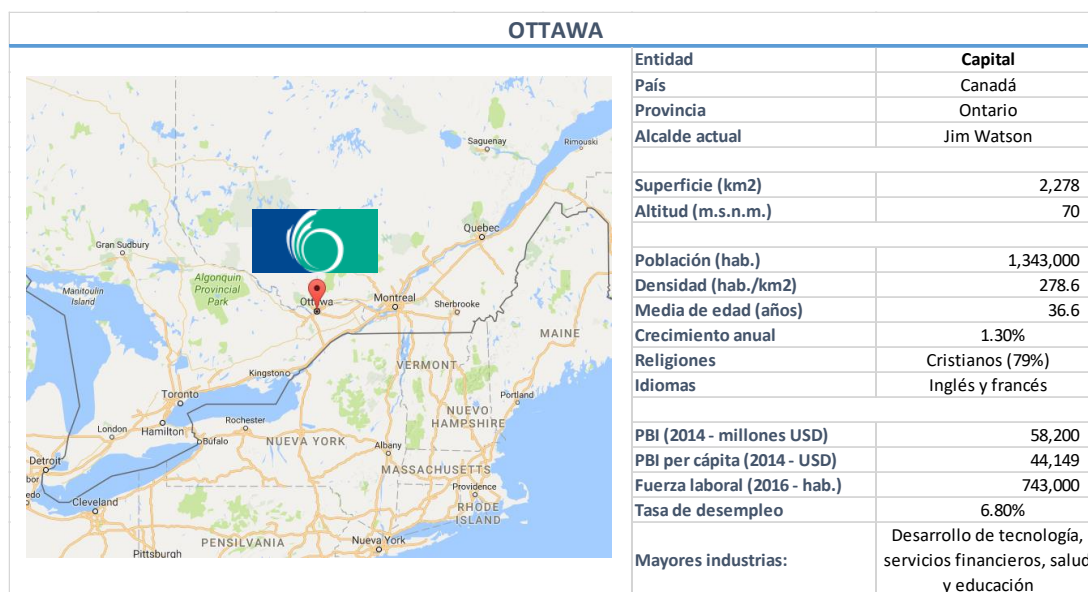 OTTAWA
Entidad Capital
País Canadá
Provincia Ontario
Alcalde actual Jim Watson
Superficie (km2) 2,278
Altitud (m.s.n.m.) 70
Población (hab.) 1,343,000
Densidad (hab./km2) 278.6
Media de edad (años) 36.6
Crecimiento anual 1.30%
Religiones Cristianos (79%)
Idiomas Inglés y francés
PBI (2014 - millones USD) 58,200
PBI per cápita (2014 - USD) 44,149
Fuerza laboral (2016 - hab.) 743,000
Tasa de desempleo 6.80%
Mayores industrias: Desarrollo de tecnología,
servicios financieros, salud
y educación
Saguenay
Rimouski
Quebec
Gran Sudbury
Algonquin
Provincial
Park
Manitoulin
Island
Ottawa
Montreal
Sherbrooke
MAINE
VERMONT
Kingston
Toronto
Portland
NUEVO
HAMPSHIRE
London
Hamilton
Rochester
Búfalo
NUEVA YORK
Albany
Detroit
bor
MASSACHUSETTS
edo
Cleveland
Providence
RHODE
ISLAND
PENSILVANIA
Nueva York
Pittsburgh